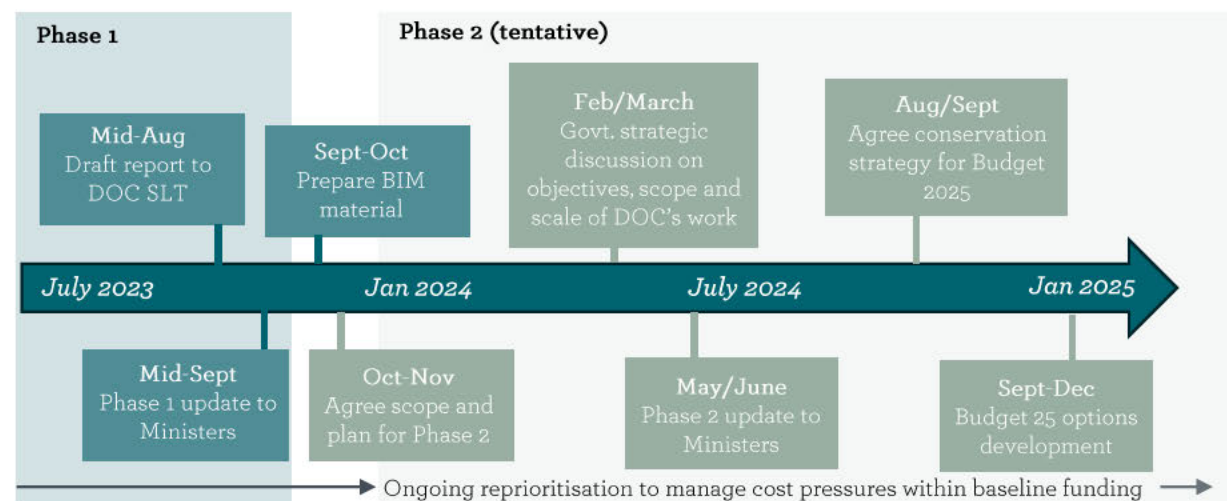 Phase 1
Phase 2 (tentative)
Mid-Aug
Draft report to
DOC SLT
Sept-Oct
Prepare BIM
material
Feb/March
Govt. strategic
discussion on
objectives, scope and
scale of DOC's work
Aug/Sept
Agree conservation
strategy for Budget
2025
July 2023
Jan 2024
July 2024
Jan 2025
Mid-Sept
Phase 1 update to
Ministers
Oct-Nov
Agree scope and
plan for Phase 2
May/June
Phase 2 update to
Ministers
Sept-Dec
Budget 25 options
development
Ongoing reprioritisation to manage cost pressures within baseline funding